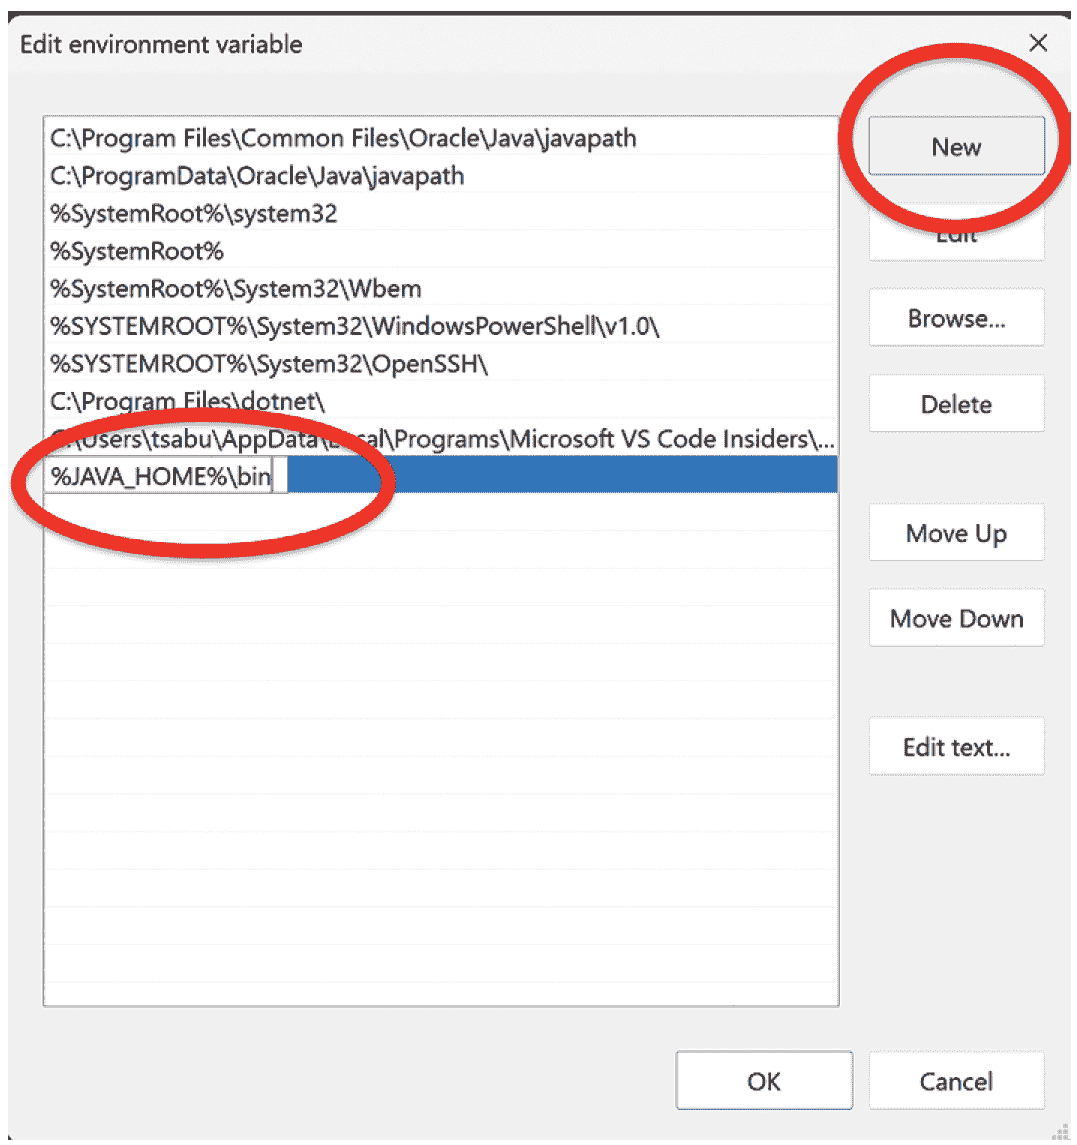 Edit environment variable
C:\Program Files\Common Files\Oracle\Java\javapath
C:\ProgramData\Oracle\Java\javapath
%SystemRoot%\system32
%SystemRoot%
%SystemRoot%\System32\Wbem
%SYSTEMROOT%\System32\WindowsPowerShell\v1.0\
%SYSTEMROOT%\System32\OpenSSH\
C:\Program Files\dotnet\
C:\Users\tsabu\AppData\Local\Programs\Microsoft VS Code Insiders\...
%JAVA_HOME%\bin
New
Edit
Browse...
Delete
Move Up
Move Down
Edit text...
OK
Cancel